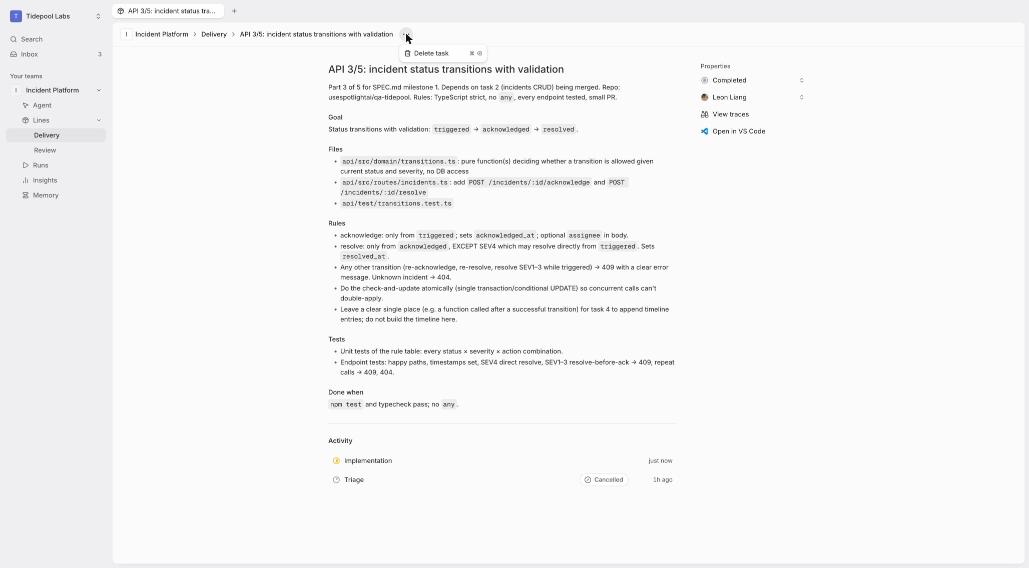 T Tidepool Labs
Search
Inbox 3
Your teams
I Incident Platform
Agent
Lines
Delivery
Review
Runs
Insights
Memory
API 3/5: incident status tra...
I Incident Platform > Delivery > API 3/5: incident status transitions with validation
Delete task ⌘
API 3/5: incident status transitions with validation
Part 3 of 5 for SPEC.md milestone 1. Depends on task 2 (incidents CRUD) being merged. Repo:
usespotlightai/qa-tidepool. Rules: TypeScript strict, no any, every endpoint tested, small PR.
Goal
Status transitions with validation: triggered → acknowledged → resolved.
Files
• api/src/domain/transitions.ts: pure function(s) deciding whether a transition is allowed given
current status and severity, no DB access
• api/src/routes/incidents.ts: add POST /incidents/:id/acknowledge and POST
/incidents/:id/resolve
• api/test/transitions.test.ts
Rules
• acknowledge: only from triggered; sets acknowledged_at; optional assignee in body.
• resolve: only from acknowledged, EXCEPT SEV4 which may resolve directly from triggered. Sets
resolved_at.
• Any other transition (re-acknowledge, re-resolve, resolve SEV1–3 while triggered) → 409 with a clear error
message. Unknown incident → 404.
• Do the check-and-update atomically (single transaction/conditional UPDATE) so concurrent calls can't
double-apply.
• Leave a clear single place (e.g. a function called after a successful transition) for task 4 to append timeline
entries; do not build the timeline here.
Tests
• Unit tests of the rule table: every status × severity × action combination.
• Endpoint tests: happy paths, timestamps set, SEV4 direct resolve, SEV1–3 resolve-before-ack → 409, repeat
calls → 409, 404.
Done when
npm test and typecheck pass; no any.
Activity
Implementation just now
Triage Cancelled 1h ago
Properties
Completed
Leon Liang
View traces
Open in VS Code